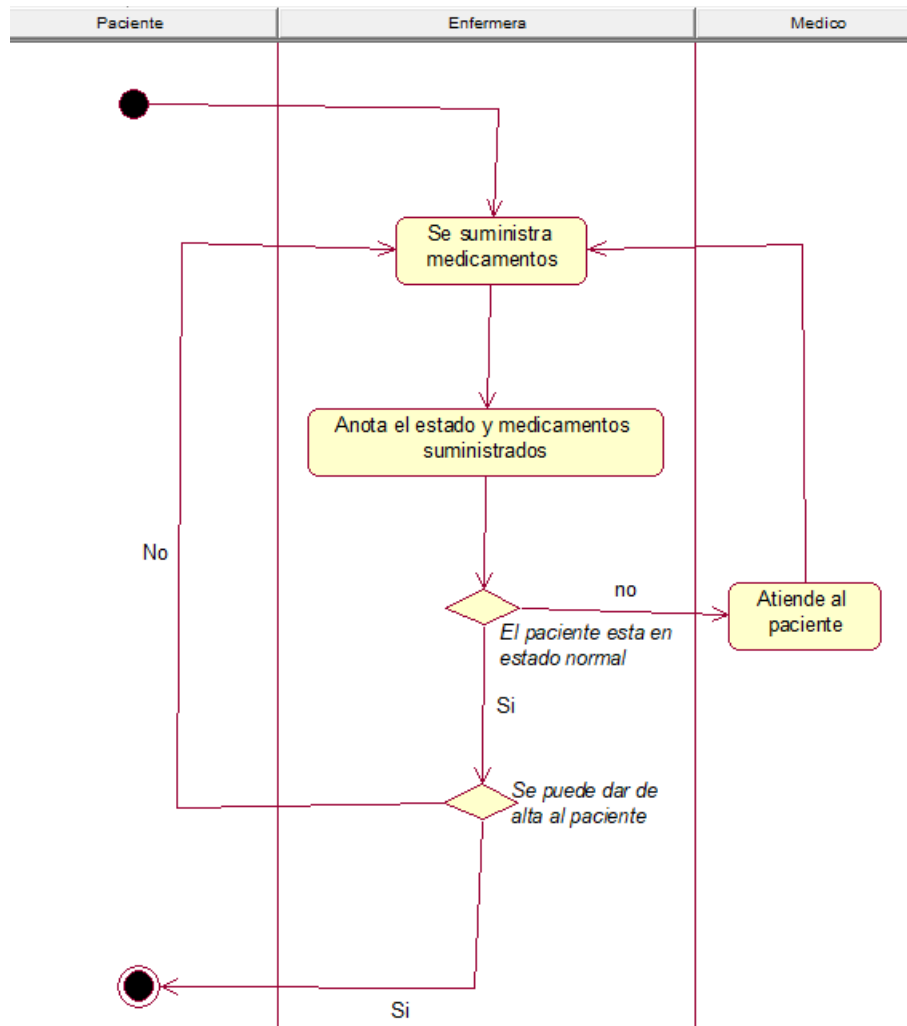 Paciente
Enfermera
Medico
Se suministra
medicamentos
Anota el estado y medicamentos
suministrados
No
no
Atiende al
paciente
El paciente esta en
estado normal
Si
Se puede dar de
alta al paciente
Si